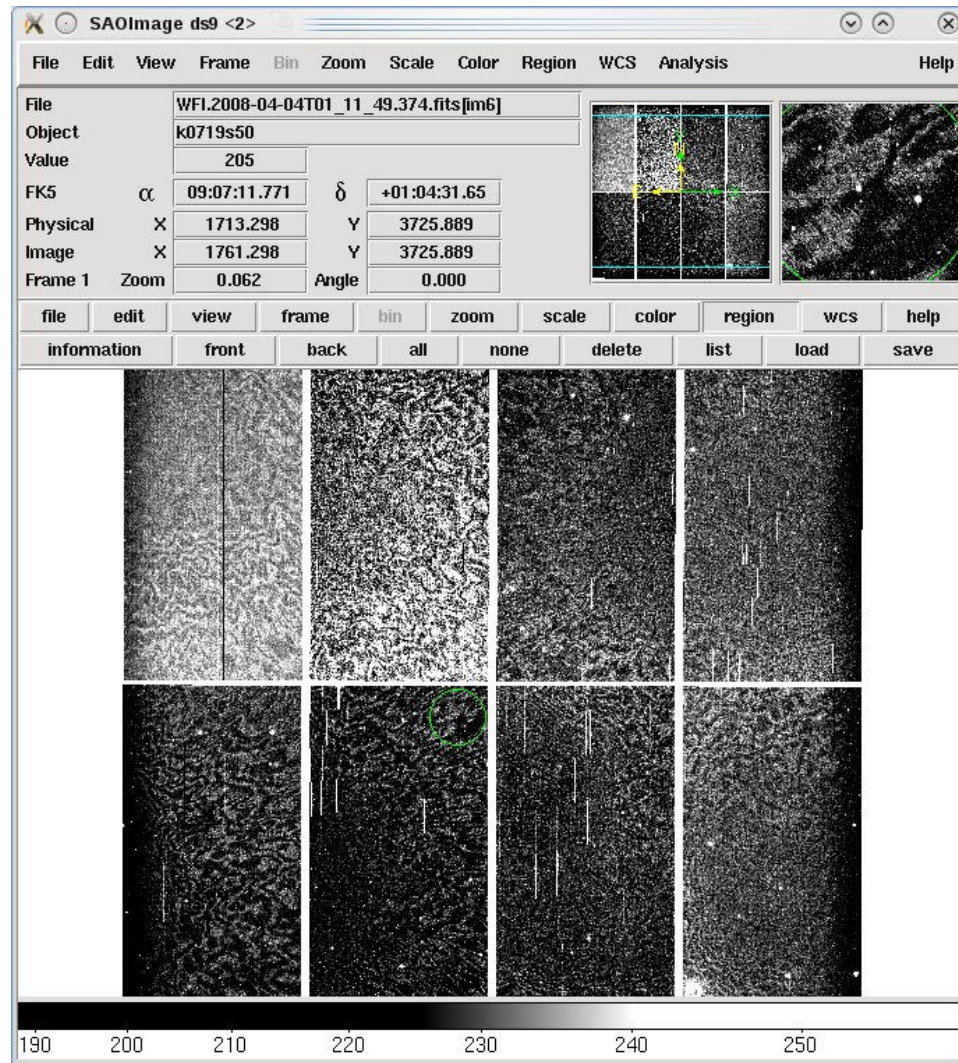 SAOImage ds9 <2>
File Edit View Frame Bin Zoom Scale Color Region WCS Analysis Help
File WFI.2008-04-04T01_11_49.374.fits[im6]
Object k0719s50
Value 205
FK5 α 09:07:11.771 δ +01:04:31.65
Physical X 1713.298 Y 3725.889
Image X 1761.298 Y 3725.889
Frame 1 Zoom 0.062 Angle 0.000
file edit view frame bin zoom scale color region wcs help
information front back all none delete list load save
190 200 210 220 230 240 250